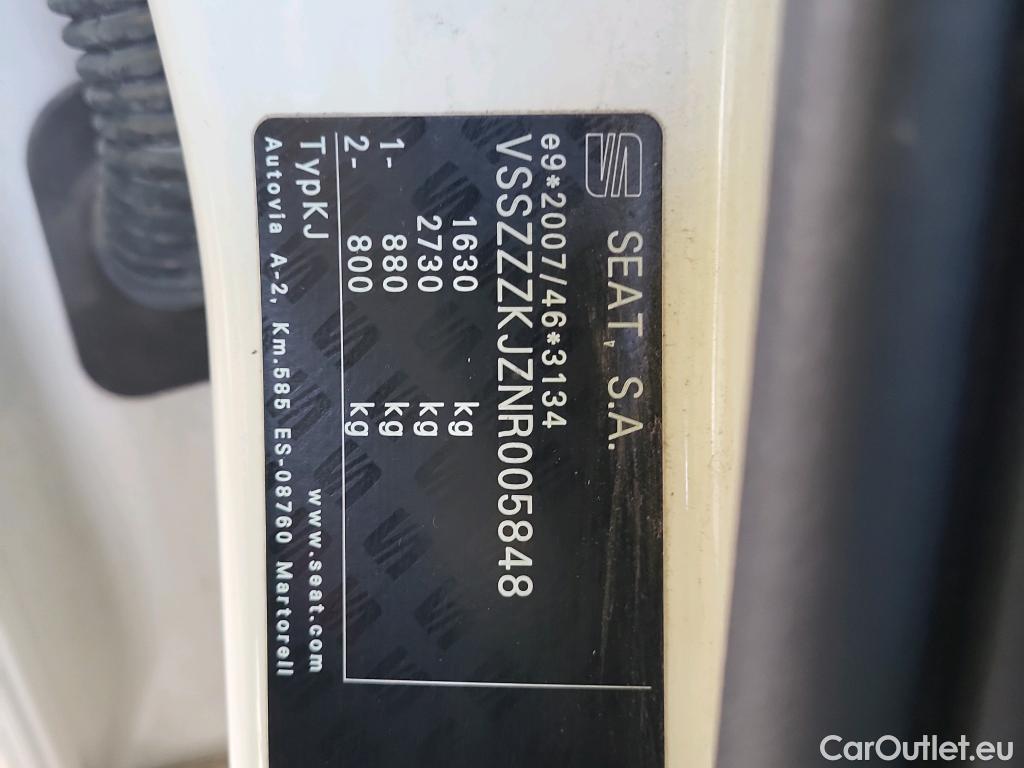 SEAT, S.A.
e9*2007/46*3134
VSSZZZKJZNR005848
1630 kg
2730 kg
1- 880 kg
2- 800 kg
TypKJ www.seat.com
Autovia A-2, Km.585 ES-08760 Martorell
CarOutlet.eu